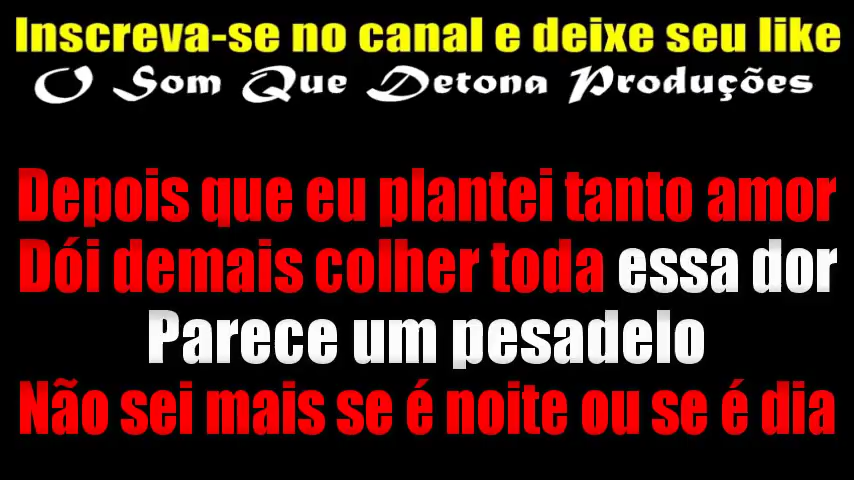 Inscreva-se no canal e deixe seu like
O Som Que Detona Produções
Depois que eu plantei tanto amor
Dói demais colher toda essa dor
Parece um pesadelo
Não sei mais se é noite ou se é dia